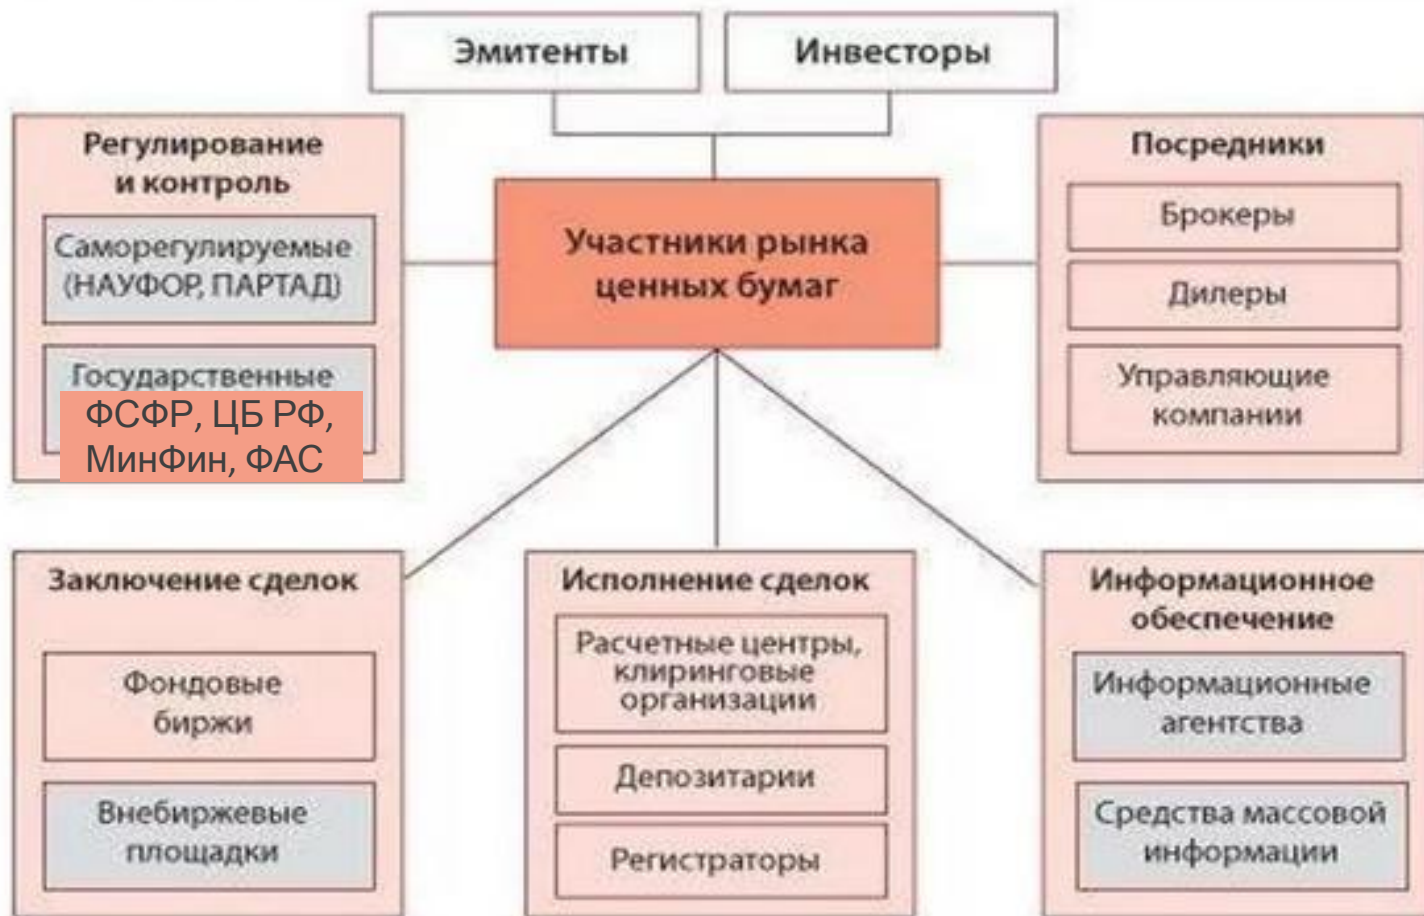 Эмитенты
Инвесторы
Регулирование
и контроль
Саморегулируемые
(НАУФОР, ПАРТАД)
Государственные
ФСФР, ЦБ РФ,
МинФин, ФАС
Участники рынка
ценных бумаг
Посредники
Брокеры
Дилеры
Управляющие
компании
Заключение сделок
Фондовые
биржи
Внебиржевые
площадки
Исполнение сделок
Расчетные центры,
клиринговые
организации
Депозитарии
Регистраторы
Информационное
обеспечение
Информационные
агентства
Средства массовой
информации